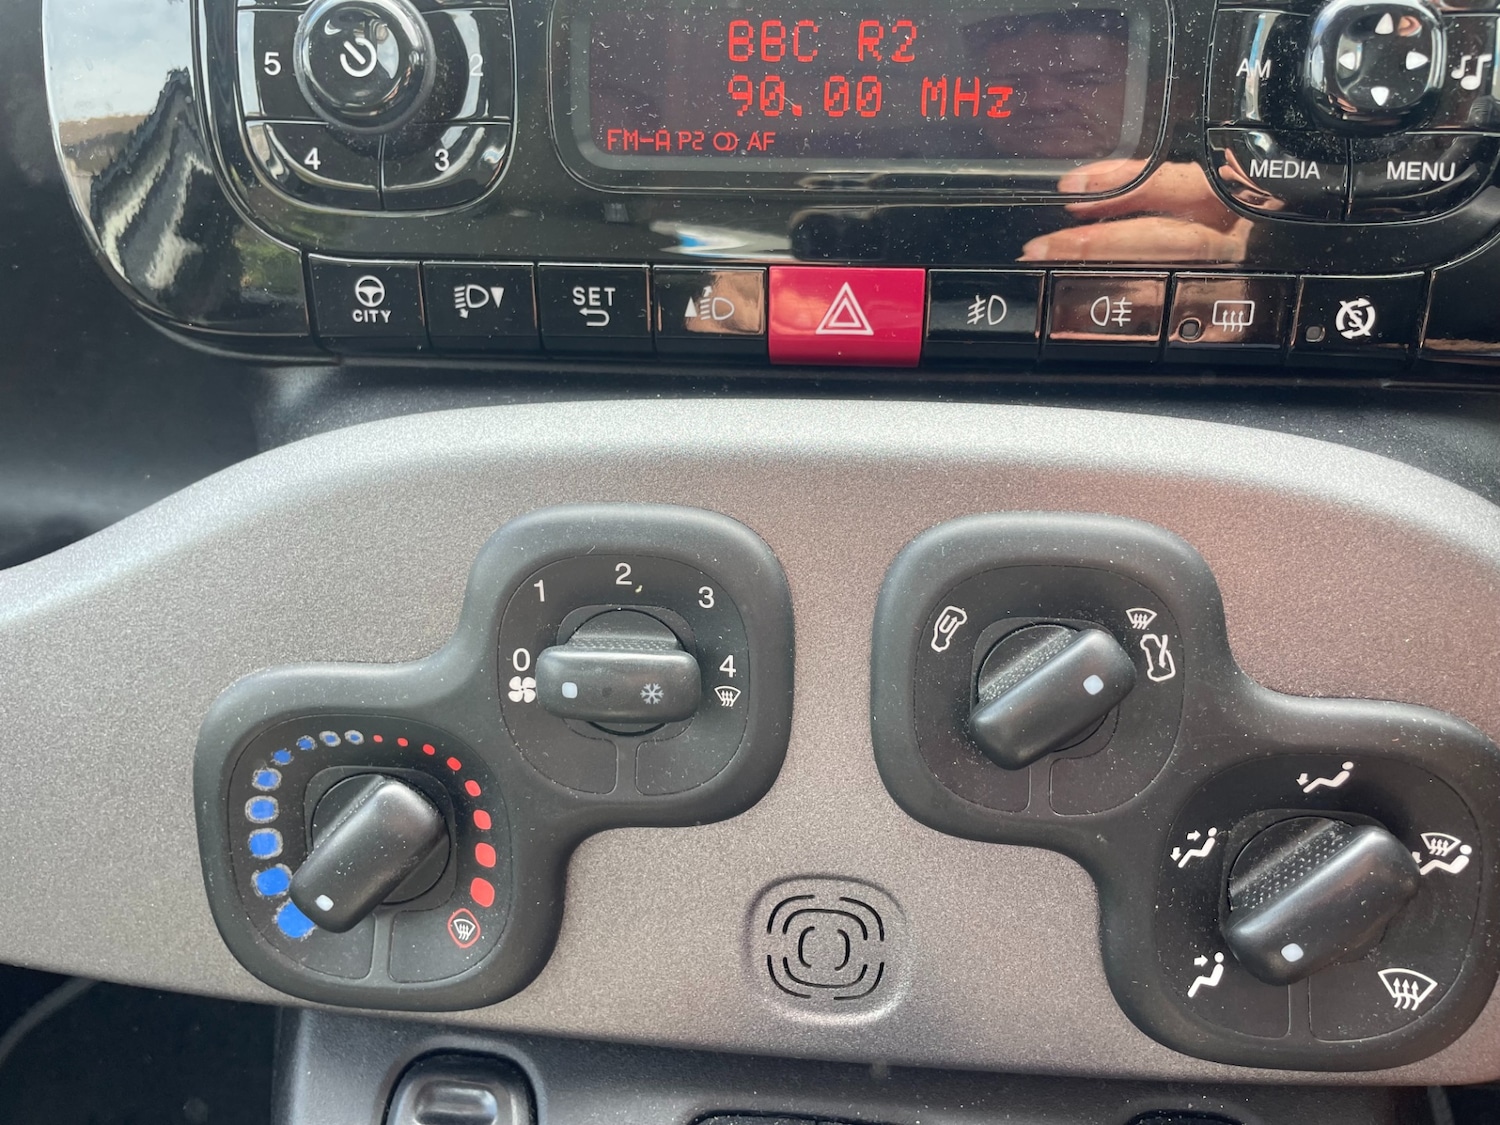 BBC R2
90.00 MHz
FM-A P2 AF
5
2
4
3
AM
MEDIA
MENU
CITY
SET
0
1
2
3
4